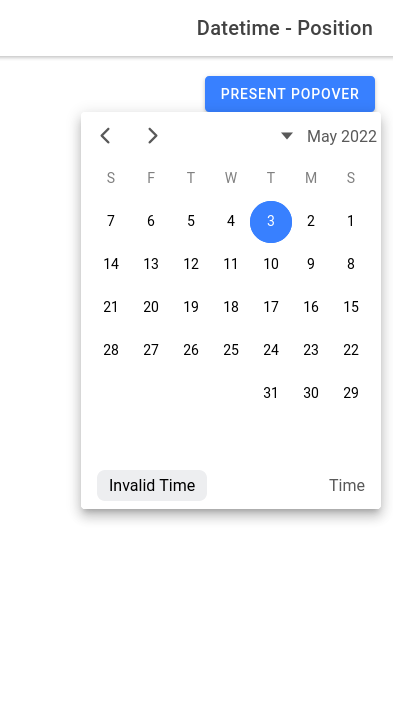 Datetime - Position
PRESENT POPOVER
May 2022
S F T W T M S
7 6 5 4 3 2 1
14 13 12 11 10 9 8
21 20 19 18 17 16 15
28 27 26 25 24 23 22
31 30 29
Invalid Time Time